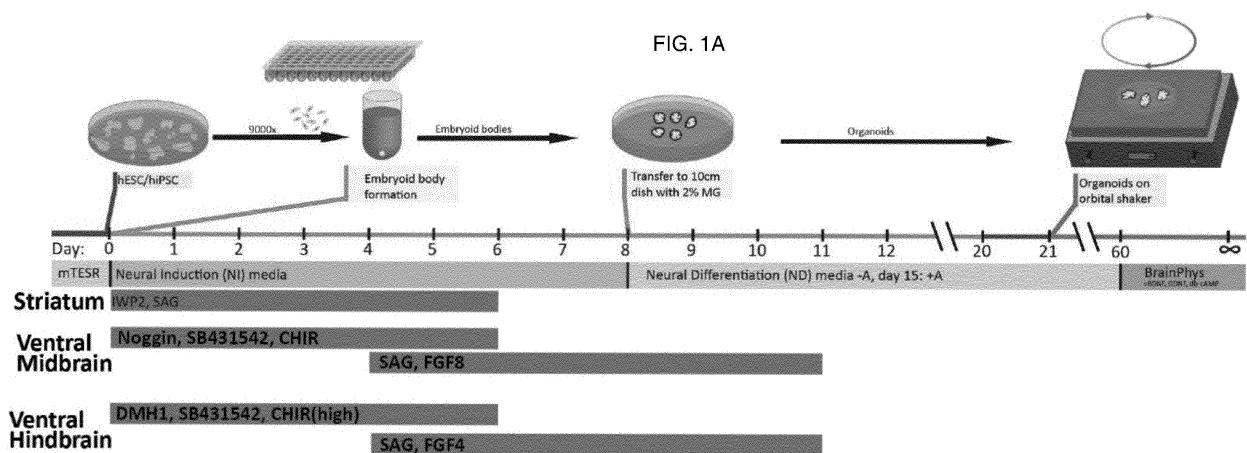 FIG. 1A
9000x
Embryoid bodies
Organoids
hESC/hiPSC
Embryoid body
formation
Transfer to 10cm
dish with 2% MG
Organoids on
orbital shaker
Day: 0 1 2 3 4 5 6 7 8 9 10 11 12 20 21 60 ∞
mTESR
Neural Induction (NI) media
Neural Differentiation (ND) media -A, day 15: +A
BrainPhys
Striatum
IWP2, SAG
Ventral
Midbrain
Noggin, SB431542, CHIR
SAG, FGF8
Ventral
Hindbrain
DMH1, SB431542, CHIR(high)
SAG, FGF4